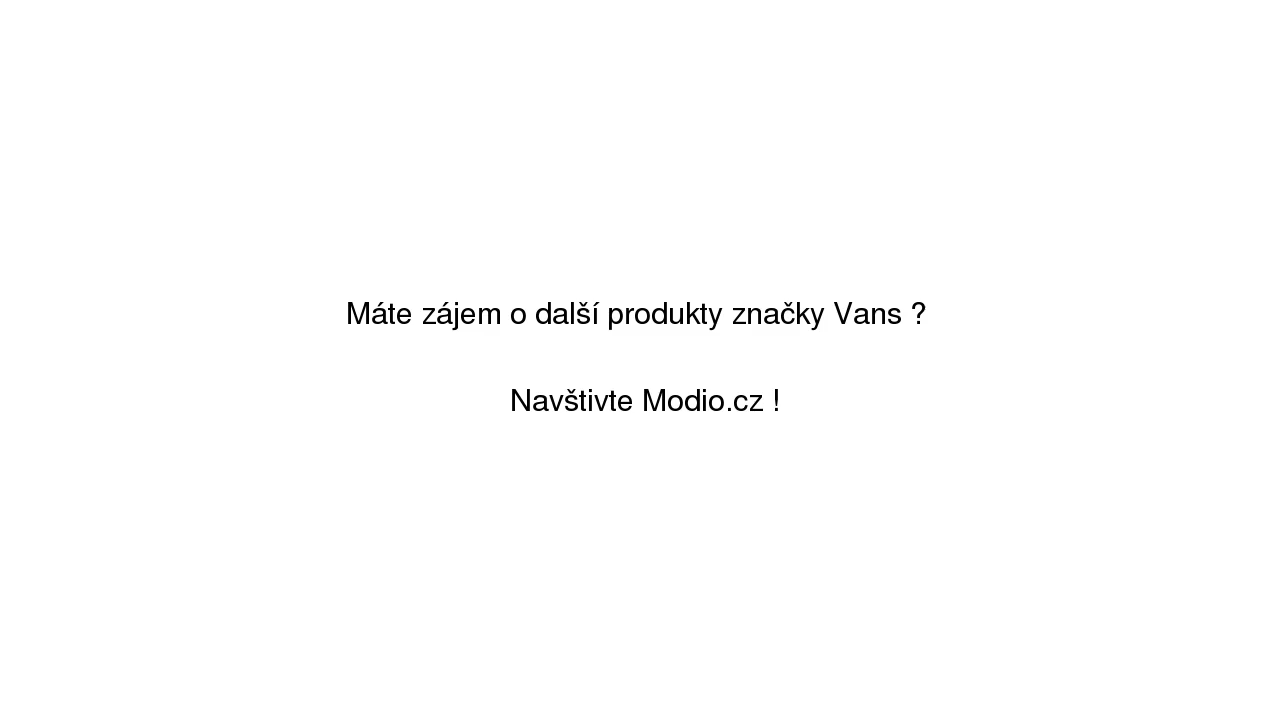 Máte zájem o další produkty značky Vans ?
Navštivte Modio.cz !